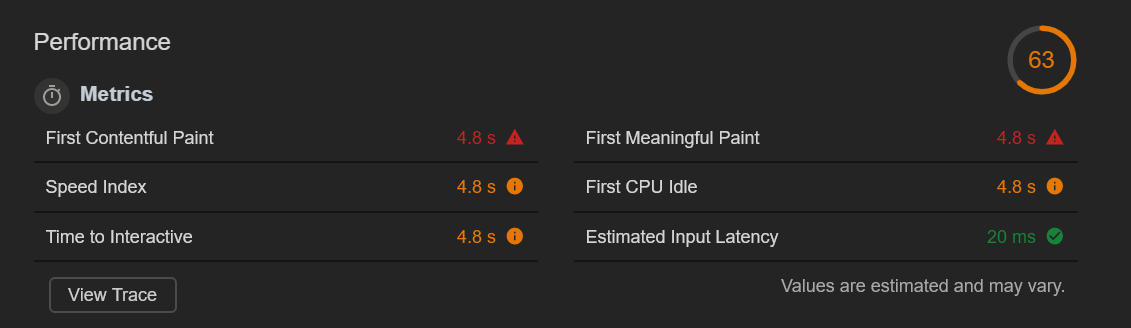 Performance
63
Metrics
First Contentful Paint 4.8 s
First Meaningful Paint 4.8 s
Speed Index 4.8 s
First CPU Idle 4.8 s
Time to Interactive 4.8 s
Estimated Input Latency 20 ms
View Trace
Values are estimated and may vary.